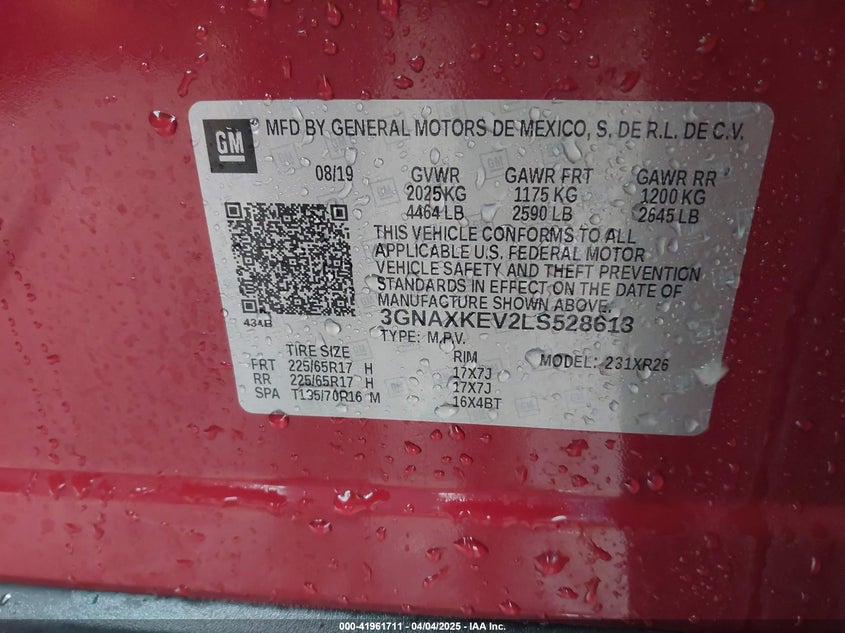 GM
MFD BY GENERAL MOTORS DE MEXICO, S. DE R.L. DE C.V.
08/19 GVWR GAWR FRT GAWR RR
2025 KG 1175 KG 1200 KG
4464 LB 2590 LB 2645 LB
THIS VEHICLE CONFORMS TO ALL
APPLICABLE U.S. FEDERAL MOTOR
VEHICLE SAFETY AND THEFT PREVENTION
STANDARDS IN EFFECT ON THE DATE OF
MANUFACTURE SHOWN ABOVE.
3GNAXKEV2LS528613
TYPE: M.P.V. MODEL: 231XR26
TIRE SIZE RIM
FRT 225/65R17 H 17X7J
RR 225/65R17 H 17X7J
SPA T135/70R16 M 16X4BT
000-41961711 - 04/04/2025 - IAA Inc.